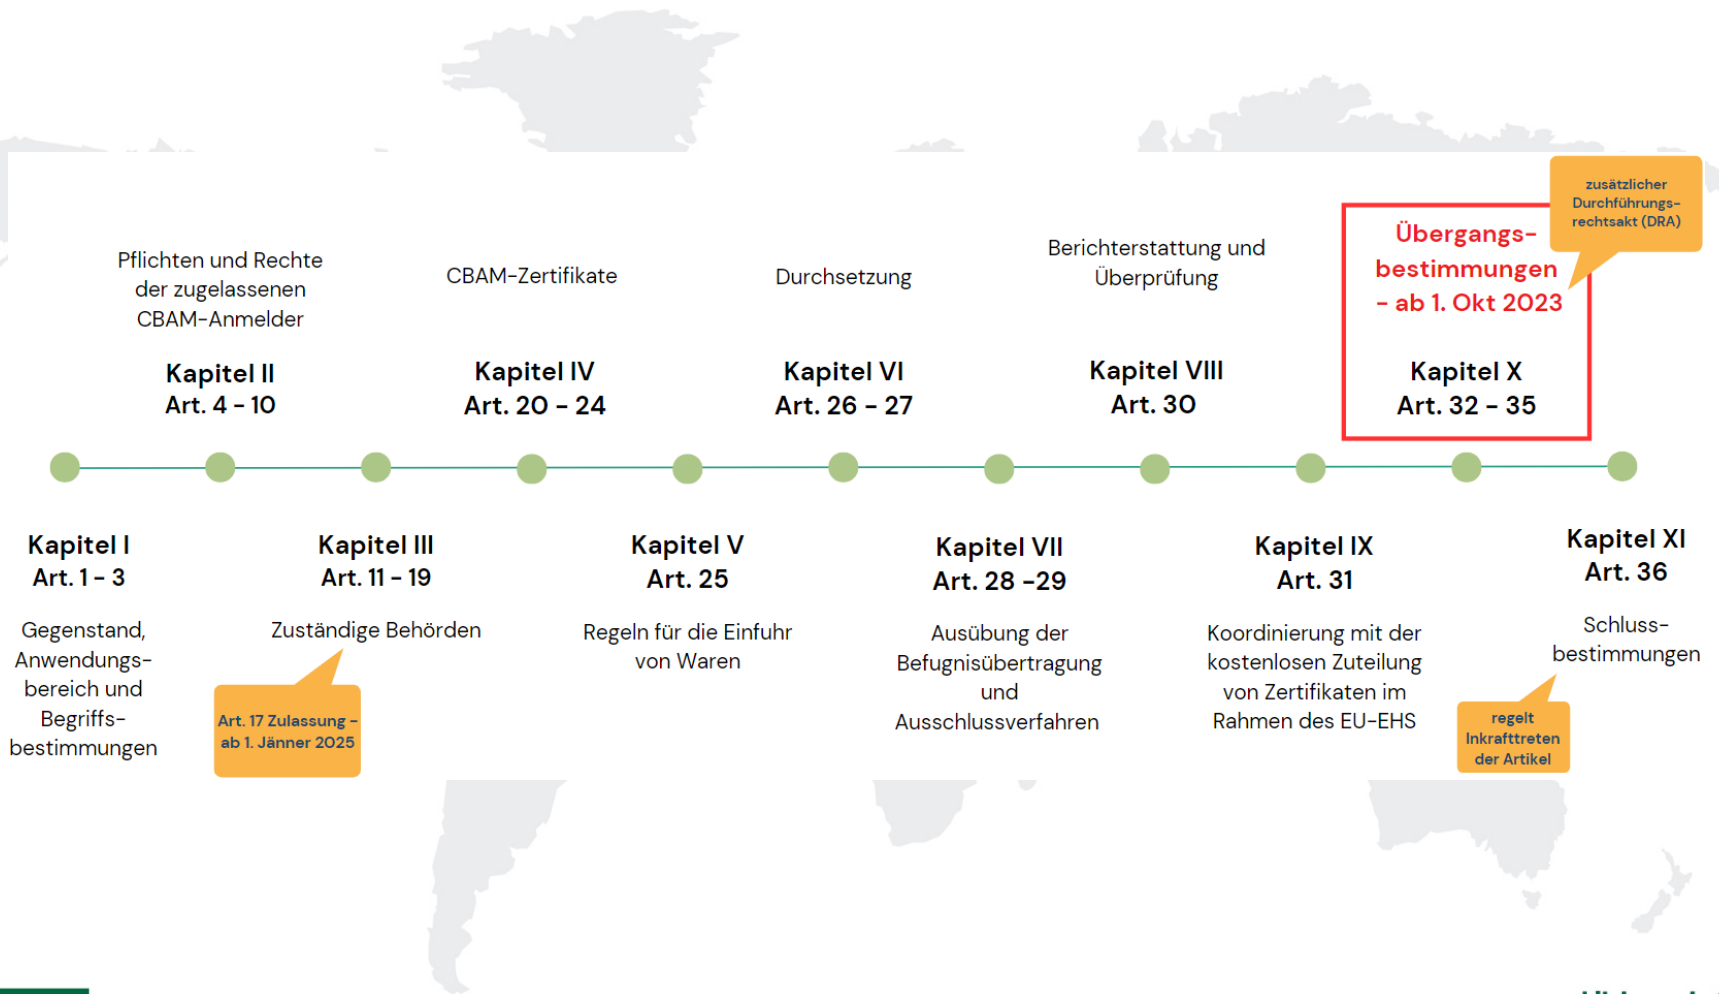 zusätzlicher
Durchführungs-
rechtsakt (DRA)
Pflichten und Rechte
der zugelassenen
CBAM-Anmelder
Kapitel II
Art. 4 – 10
CBAM-Zertifikate
Kapitel IV
Art. 20 – 24
Durchsetzung
Kapitel VI
Art. 26 – 27
Berichterstattung und
Überprüfung
Kapitel VIII
Art. 30
Übergangs-
bestimmungen
– ab 1. Okt 2023
Kapitel X
Art. 32 – 35
Kapitel I
Art. 1 – 3
Gegenstand,
Anwendungs-
bereich und
Begriffs-
bestimmungen
Kapitel III
Art. 11 – 19
Zuständige Behörden
Art. 17 Zulassung –
ab 1. Jänner 2025
Kapitel V
Art. 25
Regeln für die Einfuhr
von Waren
Kapitel VII
Art. 28 –29
Ausübung der
Befugnisübertragung
und
Ausschlussverfahren
Kapitel IX
Art. 31
Koordinierung mit der
kostenlosen Zuteilung
von Zertifikaten im
Rahmen des EU-EHS
Kapitel XI
Art. 36
Schluss-
bestimmungen
regelt
Inkrafttreten
der Artikel